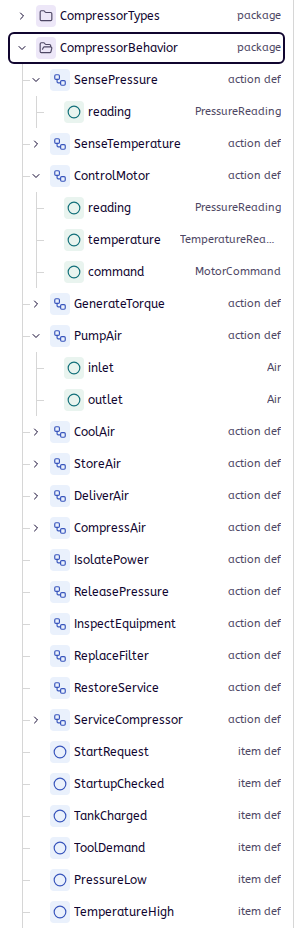 CompressorTypes package
CompressorBehavior package
SensePressure action def
reading PressureReading
SenseTemperature action def
ControlMotor action def
reading PressureReading
temperature TemperatureRea...
command MotorCommand
GenerateTorque action def
PumpAir action def
inlet Air
outlet Air
CoolAir action def
StoreAir action def
DeliverAir action def
CompressAir action def
IsolatePower action def
ReleasePressure action def
InspectEquipment action def
ReplaceFilter action def
RestoreService action def
ServiceCompressor action def
StartRequest item def
StartupChecked item def
TankCharged item def
ToolDemand item def
PressureLow item def
TemperatureHigh item def